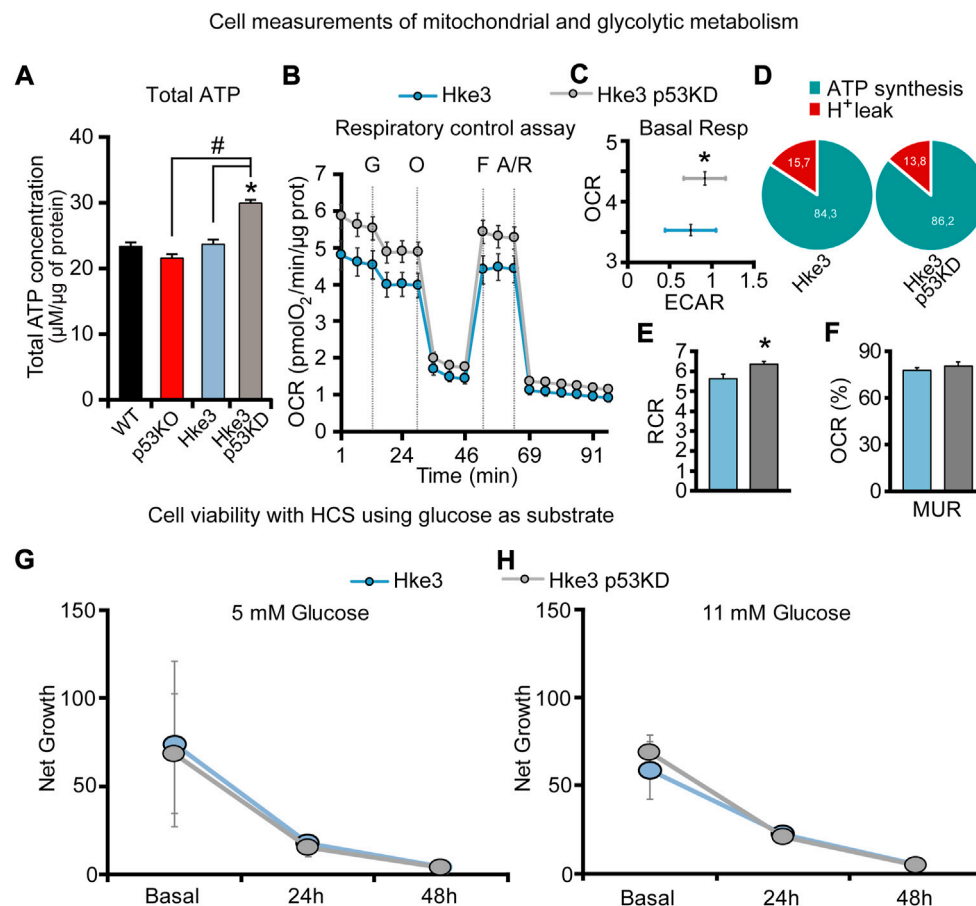 Cell measurements of mitochondrial and glycolytic metabolism
A
Total ATP
Total ATP concentration
(μM/μg of protein)
40
30
20
10
0
#
*
WT
p53KO
Hke3
Hke3
p53KD
B
Hke3
Hke3 p53KD
Respiratory control assay
G
O
F
A/R
OCR (pmolO2/min/μg prot)
7
6
5
4
3
2
1
0
1
24
46
69
91
Time (min)
C
Basal Resp
*
OCR
5
3
0
0.5
1
1.5
ECAR
D
ATP synthesis
H+leak
15,7
84,3
Hke3
13,8
86,2
Hke3
p53KD
E
*
RCR
7
6
5
4
3
2
1
0
F
OCR (%)
90
60
30
0
MUR
Cell viability with HCS using glucose as substrate
G
Hke3
H
Hke3 p53KD
5 mM Glucose
Net Growth
150
100
50
0
Basal
24h
48h
11 mM Glucose
Net Growth
150
100
50
0
Basal
24h
48h